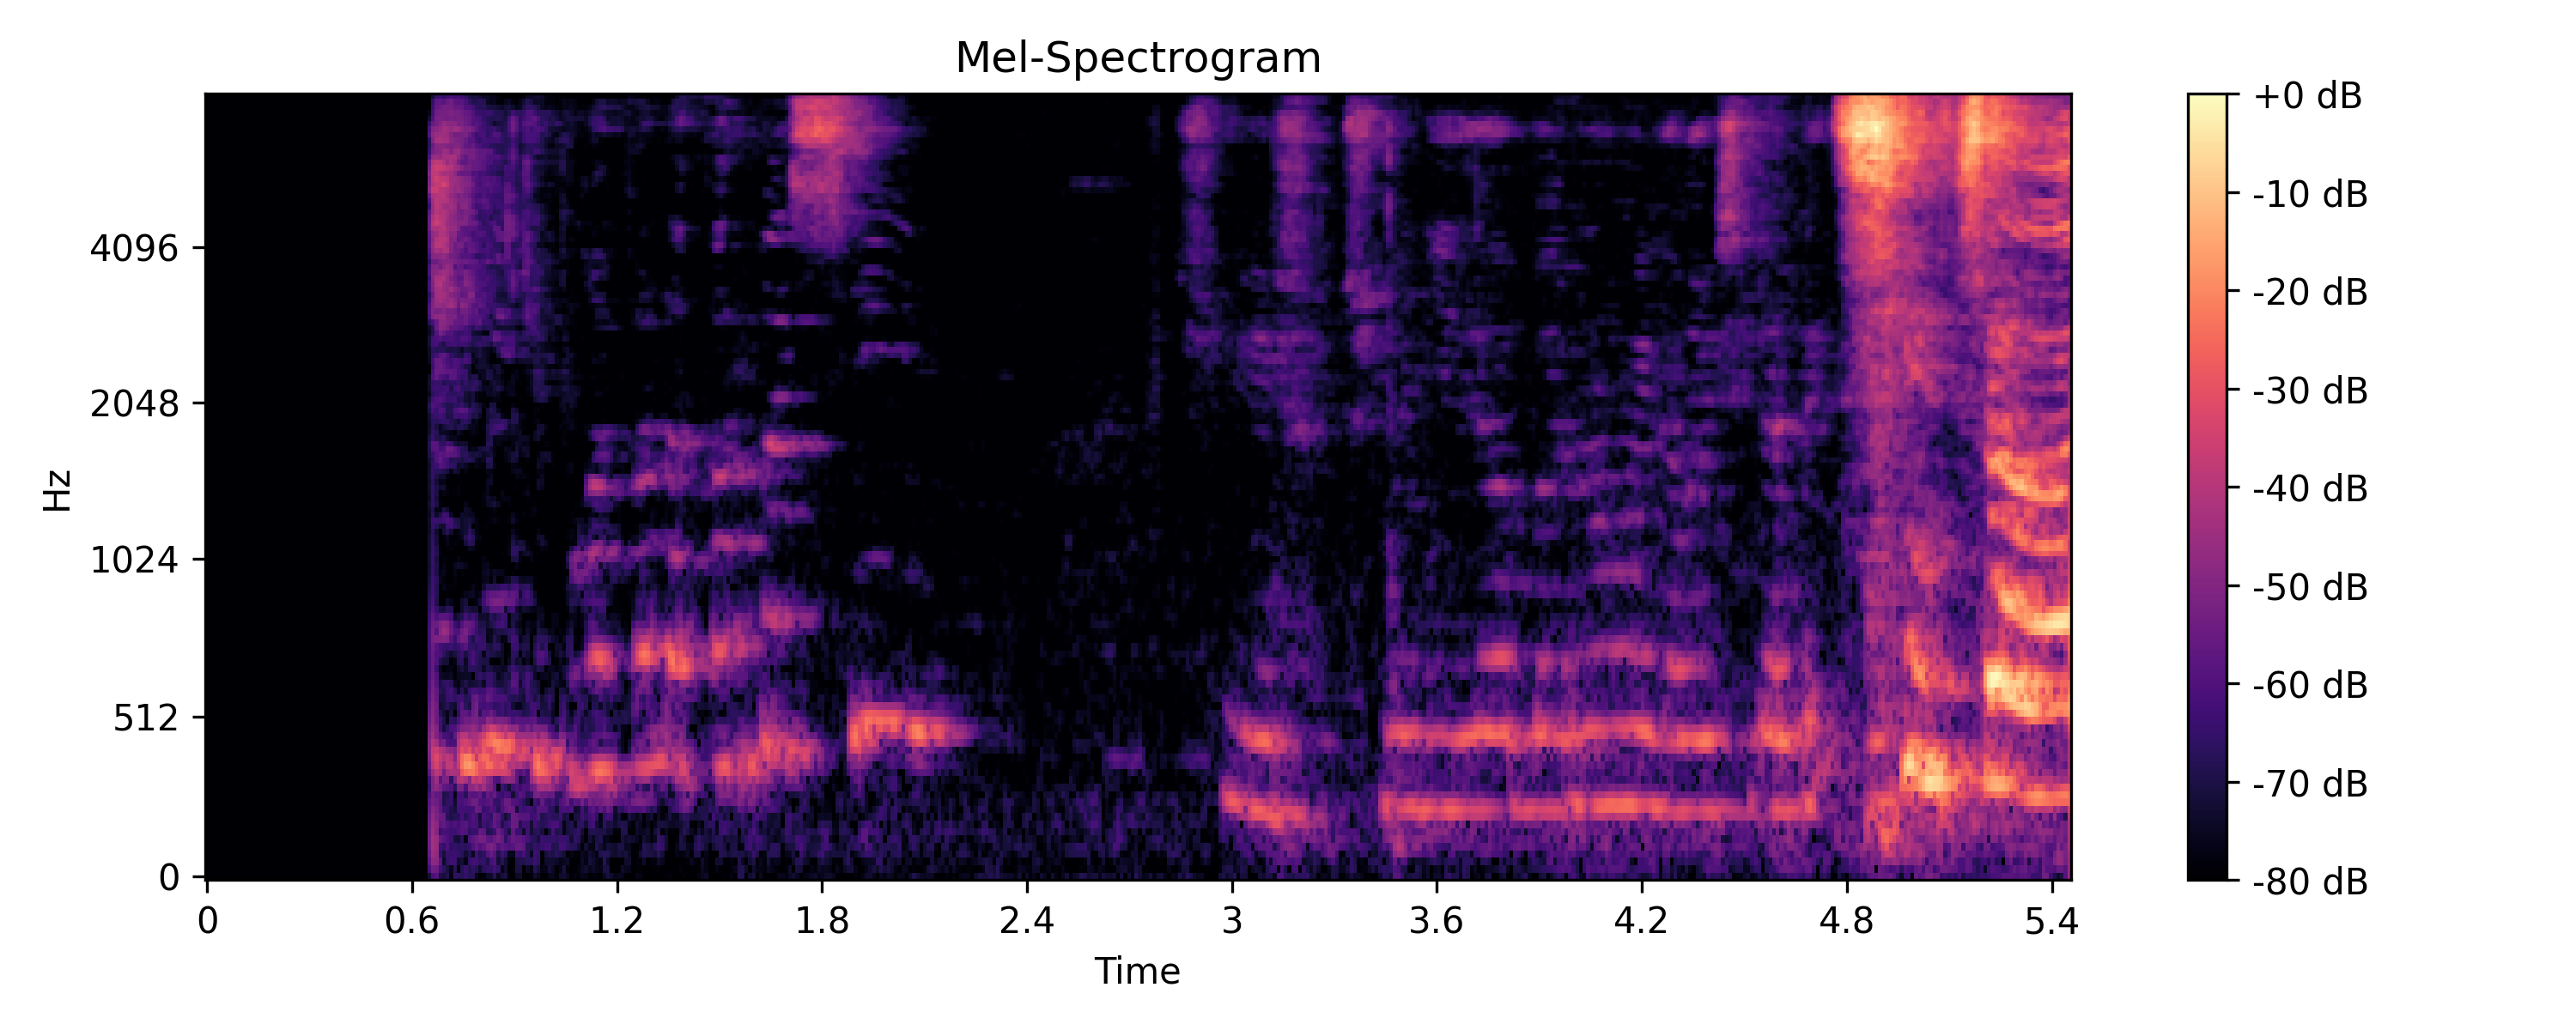 Mel-Spectrogram
+0 dB
-10 dB
-20 dB
-30 dB
-40 dB
-50 dB
-60 dB
-70 dB
-80 dB
Hz
4096
2048
1024
512
0
0 0.6 1.2 1.8 2.4 3 3.6 4.2 4.8 5.4
Time